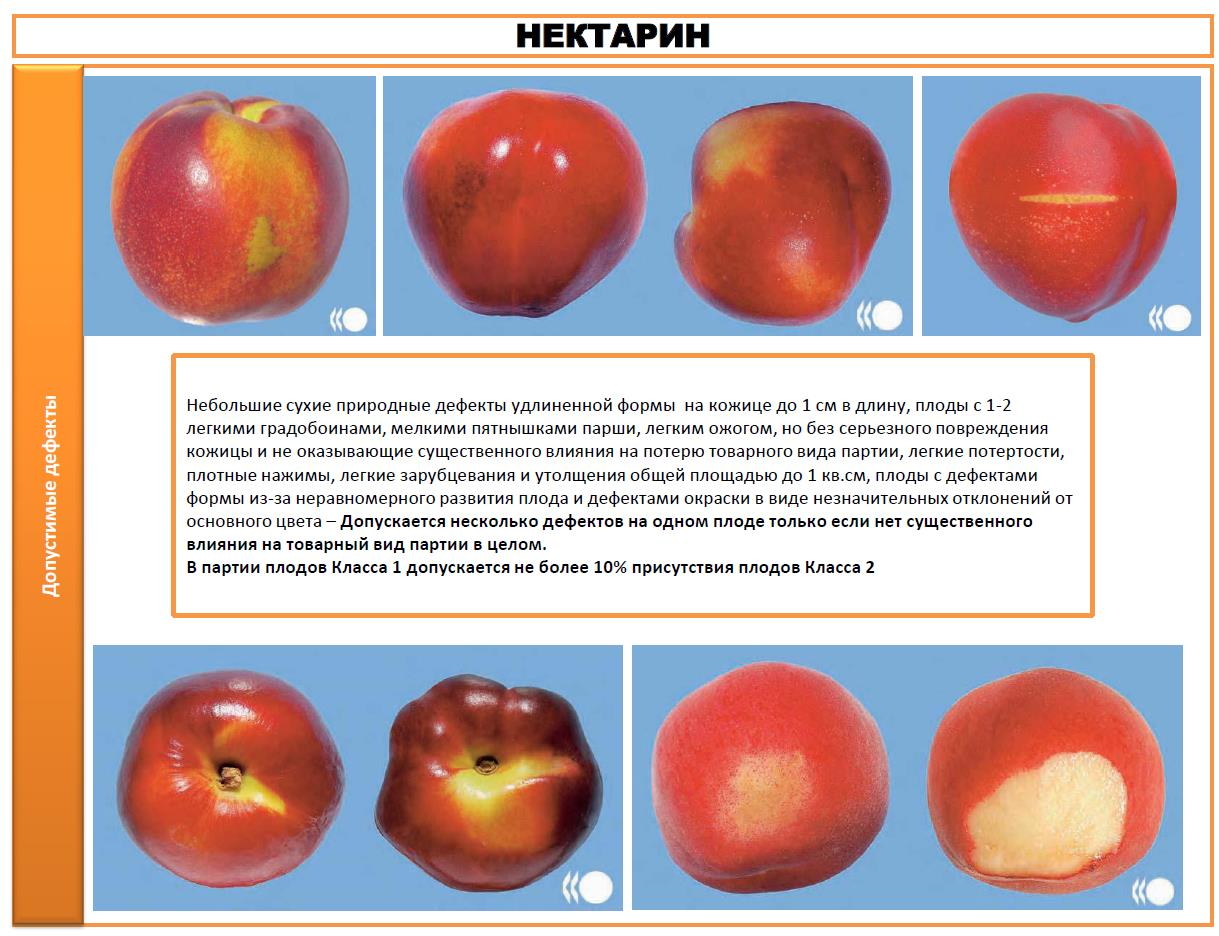 НЕКТАРИН
Допустимые дефекты
Небольшие сухие природные дефекты удлиненной формы  на кожице до 1 см в длину, плоды с 1-2
легкими градобоинами, мелкими пятнышками парши, легким ожогом, но без серьезного повреждения
кожицы и не оказывающие существенного влияния на потерю товарного вида партии, легкие потертости,
плотные нажимы, легкие зарубцевания и утолщения общей площадью до 1 кв.см, плоды с дефектами
формы из-за неравномерного развития плода и дефектами окраски в виде незначительных отклонений от
основного цвета – Допускается несколько дефектов на одном плоде только если нет существенного
влияния на товарный вид партии в целом.
В партии плодов Класса 1 допускается не более 10% присутствия плодов Класса 2